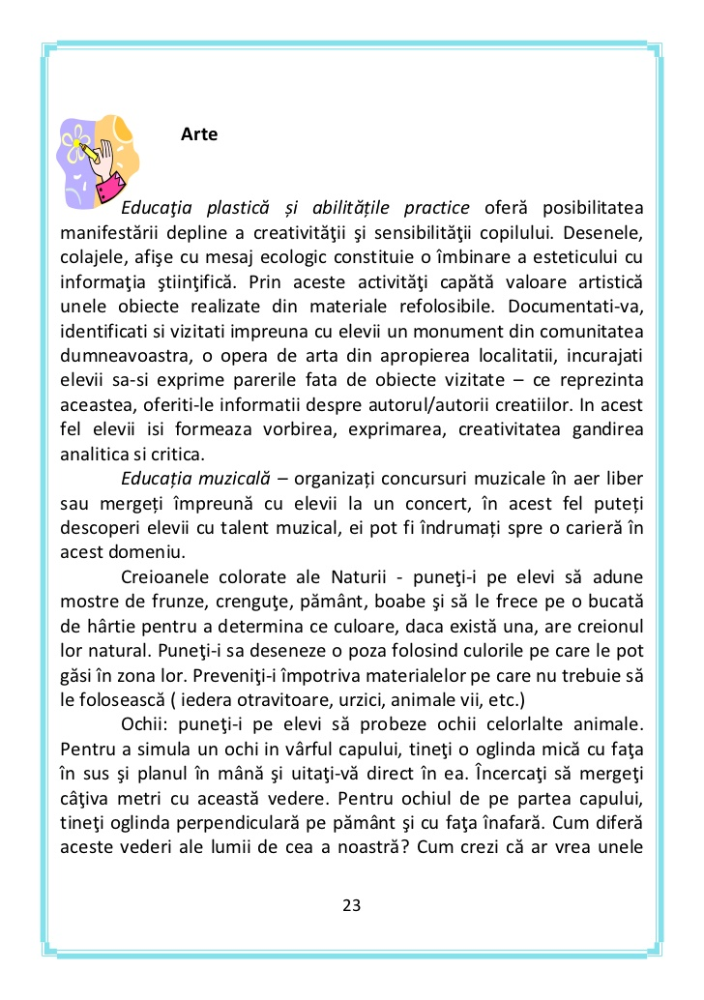 Arte
Educaţia plastică și abilitățile practice oferă posibilitatea
manifestării depline a creativităţii şi sensibilităţii copilului. Desenele,
colajele, afişe cu mesaj ecologic constituie o îmbinare a esteticului cu
informaţia ştiinţifică. Prin aceste activităţi capătă valoare artistică
unele obiecte realizate din materiale refolosibile. Documentati-va,
identificati si vizitati impreuna cu elevii un monument din comunitatea
dumneavoastra, o opera de arta din apropierea localitatii, incurajati
elevii sa-si exprime parerile fata de obiecte vizitate – ce reprezinta
aceastea, oferiti-le informatii despre autorul/autorii creatiilor. In acest
fel elevii isi formeaza vorbirea, exprimarea, creativitatea gandirea
analitica si critica.
Educația muzicală – organizați concursuri muzicale în aer liber
sau mergeți împreună cu elevii la un concert, în acest fel puteți
descoperi elevii cu talent muzical, ei pot fi îndrumați spre o carieră în
acest domeniu.
Creioanele colorate ale Naturii - puneţi-i pe elevi să adune
mostre de frunze, crenguţe, pământ, boabe şi să le frece pe o bucată
de hârtie pentru a determina ce culoare, daca există una, are creionul
lor natural. Puneţi-i sa deseneze o poza folosind culorile pe care le pot
găsi în zona lor. Preveniţi-i împotriva materialelor pe care nu trebuie să
le folosească ( iedera otravitoare, urzici, animale vii, etc.)
Ochii: puneţi-i pe elevi să probeze ochii celorlalte animale.
Pentru a simula un ochi in vârful capului, tineţi o oglinda mică cu faţa
în sus şi planul în mână şi uitaţi-vă direct în ea. Încercaţi să mergeţi
câţiva metri cu această vedere. Pentru ochiul de pe partea capului,
tineţi oglinda perpendiculară pe pământ şi cu faţa înafară. Cum diferă
aceste vederi ale lumii de cea a noastră? Cum crezi că ar vrea unele
23